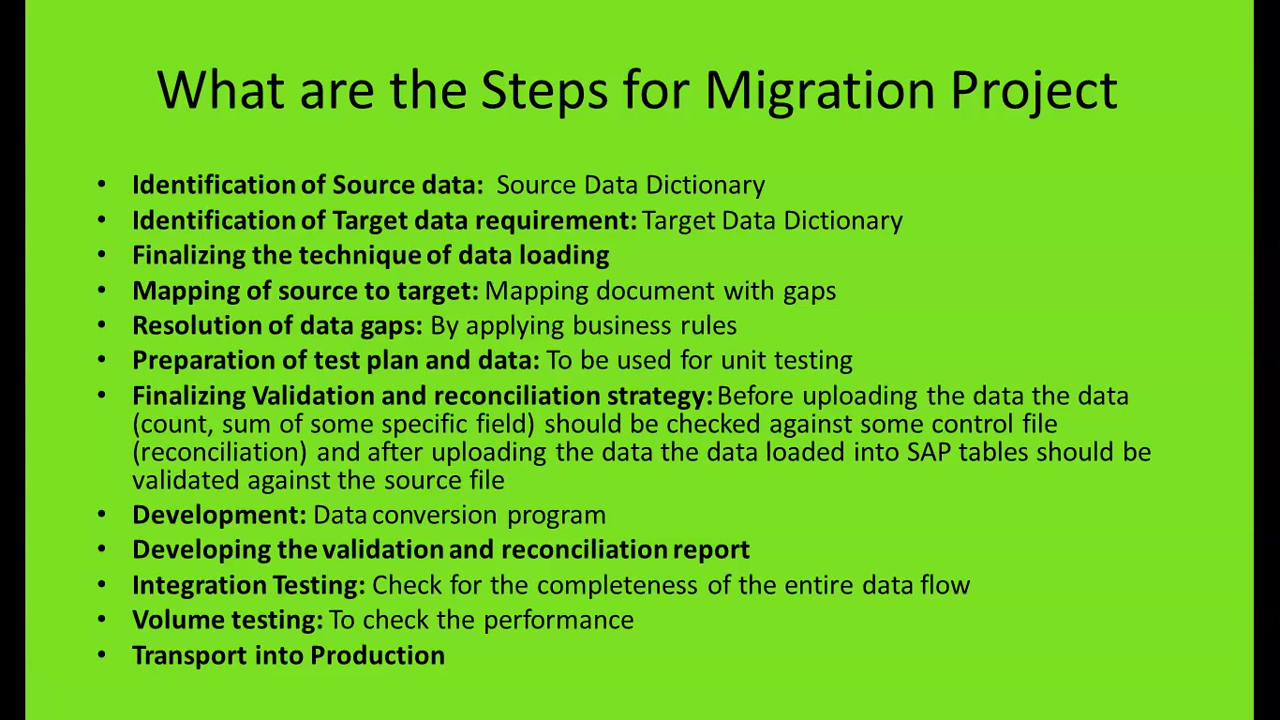 What are the Steps for Migration Project
• Identification of Source data: Source Data Dictionary
• Identification of Target data requirement: Target Data Dictionary
• Finalizing the technique of data loading
• Mapping of source to target: Mapping document with gaps
• Resolution of data gaps: By applying business rules
• Preparation of test plan and data: To be used for unit testing
• Finalizing Validation and reconciliation strategy: Before uploading the data the data
(count, sum of some specific field) should be checked against some control file
(reconciliation) and after uploading the data the data loaded into SAP tables should be
validated against the source file
• Development: Data conversion program
• Developing the validation and reconciliation report
• Integration Testing: Check for the completeness of the entire data flow
• Volume testing: To check the performance
• Transport into Production